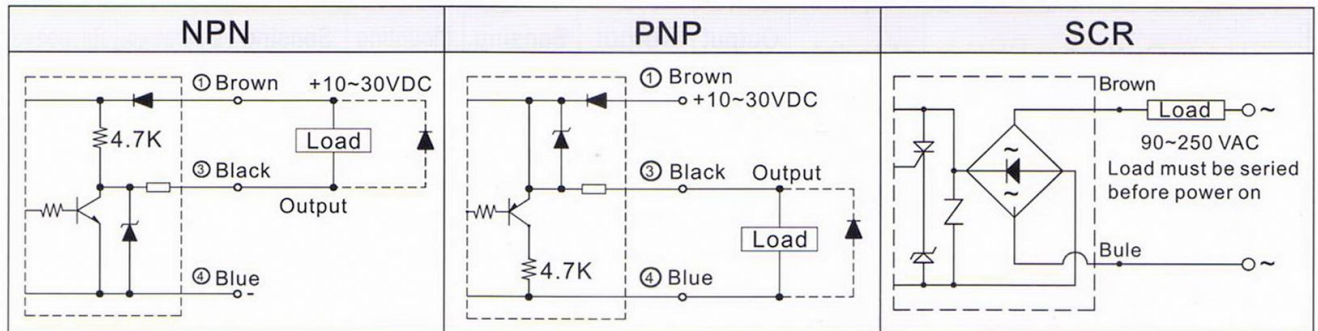 NPN
① Brown
+10~30VDC
4.7K
Load
③ Black
Output
④ Blue
-
PNP
① Brown
+10~30VDC
③ Black
Output
Load
4.7K
④ Blue
SCR
Brown
Load
~
90~250 VAC
Load must be seried
before power on
~
~
Bule
~